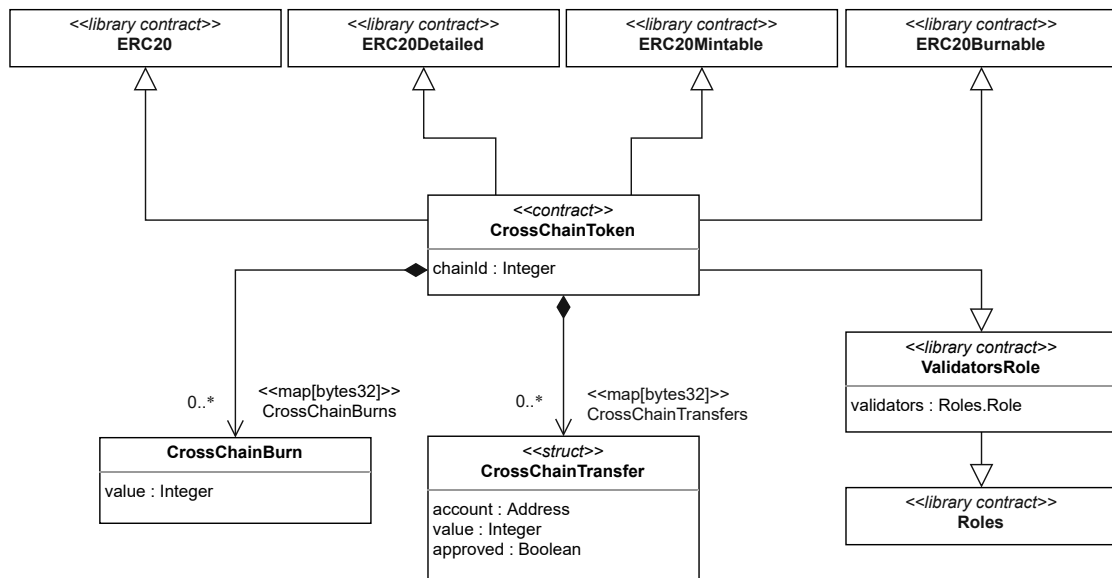 <<library contract>>
ERC20
<<library contract>>
ERC20Detailed
<<library contract>>
ERC20Mintable
<<library contract>>
ERC20Burnable
<<contract>>
CrossChainToken
chainId : Integer
<<library contract>>
ValidatorsRole
validators : Roles.Role
0..*
<<map[bytes32]>>
CrossChainBurns
0..*
<<map[bytes32]>>
CrossChainTransfers
CrossChainBurn
value : Integer
<<struct>>
CrossChainTransfer
account : Address
value : Integer
approved : Boolean
<<library contract>>
Roles